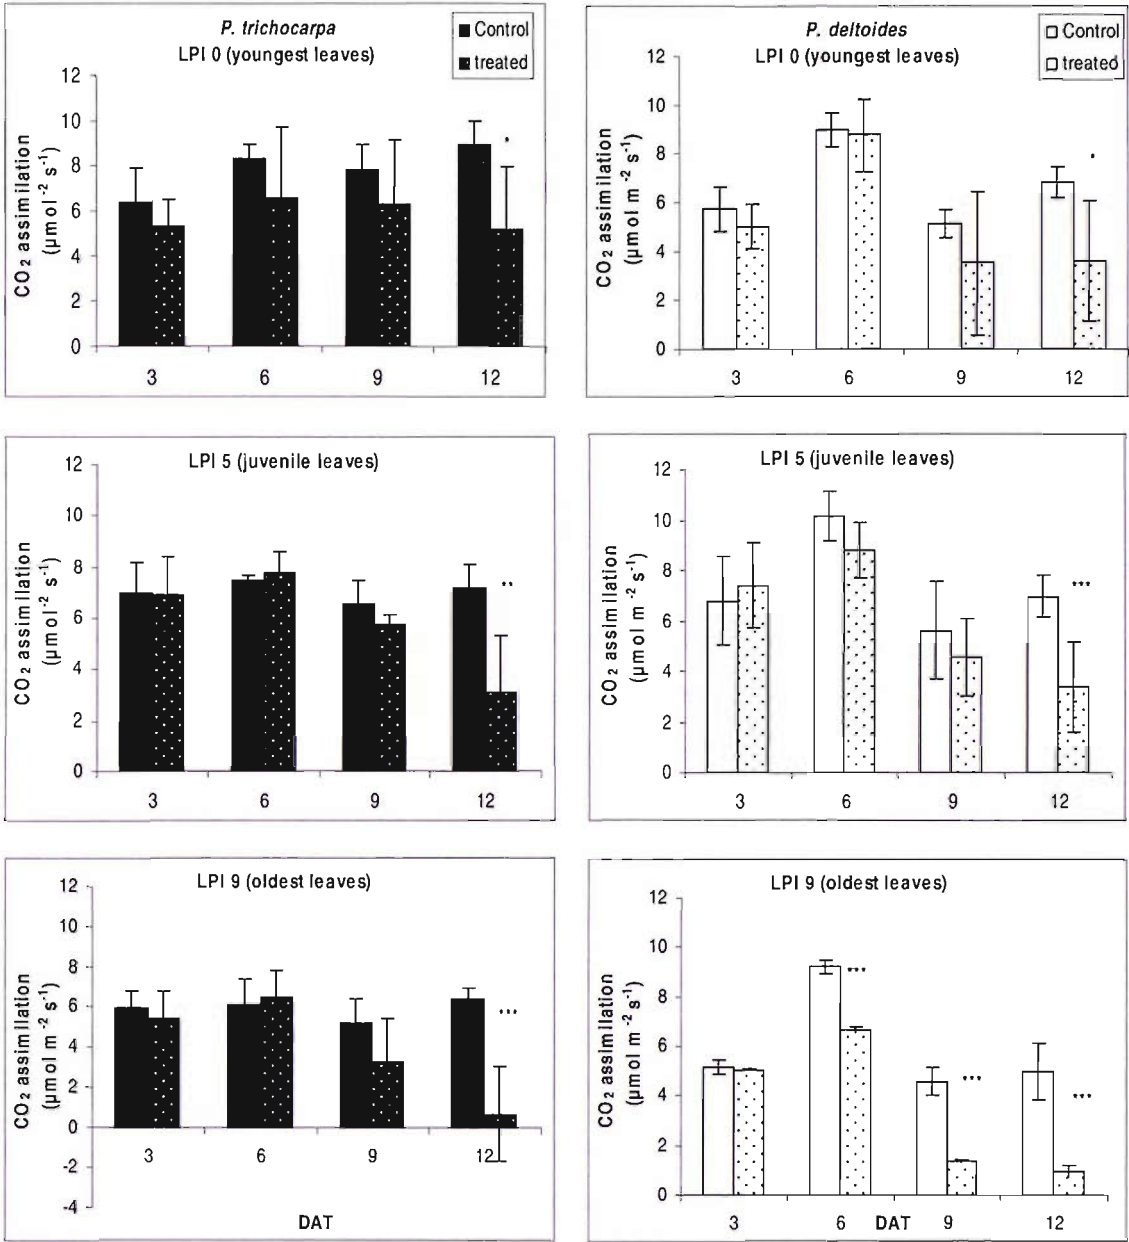 P. trichocarpa
LPI 0 (youngest leaves)
Control
treated
CO₂ assimilation
(µmol ⁻² s⁻¹)
12
10
8
6
4
2
0
*
3 6 9 12
P. deltoides
LPI 0 (youngest leaves)
Control
treated
CO₂ assimilation
(µmol m⁻² s⁻¹)
12
10
8
6
4
2
0
*
3 6 9 12
LPI 5 (juvenile leaves)
CO₂ assimilation
(µmol ⁻² s⁻¹)
12
10
8
6
4
2
0
**
3 6 9 12
LPI 5 (juvenile leaves)
CO₂ assimilation
(µmol m⁻² s⁻¹)
12
10
8
6
4
2
0
***
3 6 9 12
LPI 9 (oldest leaves)
CO₂ assimilation
(µmol m⁻² s⁻¹)
12
10
8
6
4
2
0
-2
-4
***
3 6 9 12
DAT
LPI 9 (oldest leaves)
CO₂ assimilation
(µmol m⁻² s⁻¹)
12
10
8
6
4
2
0
***
***
***
3 6 DAT 9 12